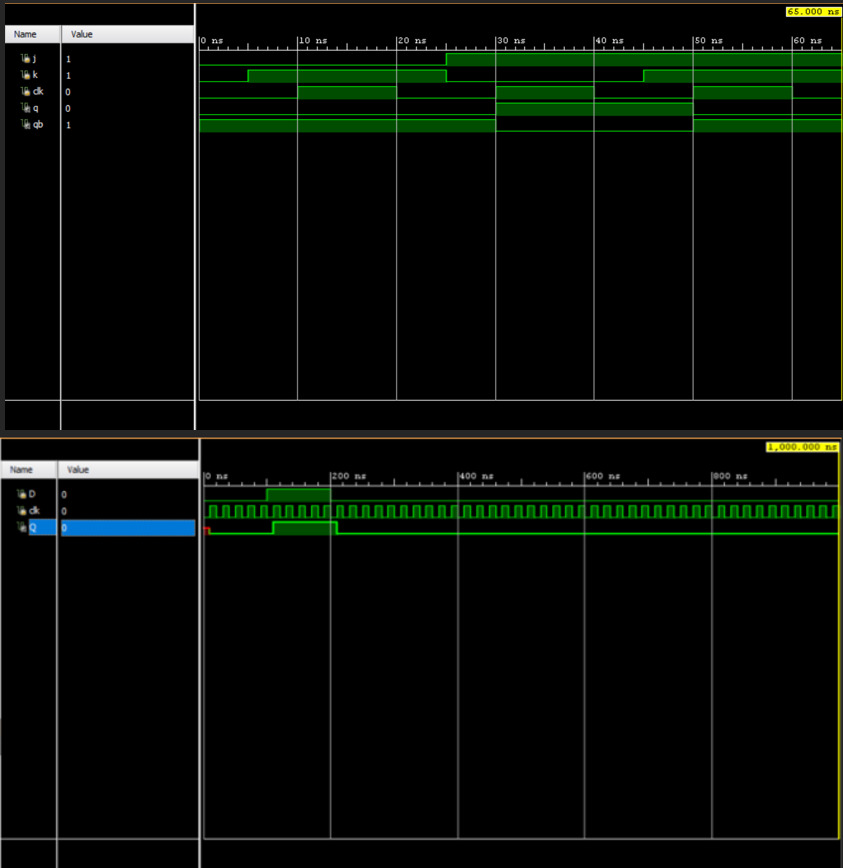 65.000 ns
Name Value
0 ns 10 ns 20 ns 30 ns 40 ns 50 ns 60 ns
j 1
k 1
clk 0
q 0
qb 1
1,000.000 ns
Name Value
0 ns 200 ns 400 ns 600 ns 800 ns
D 0
clk 0
Q 0